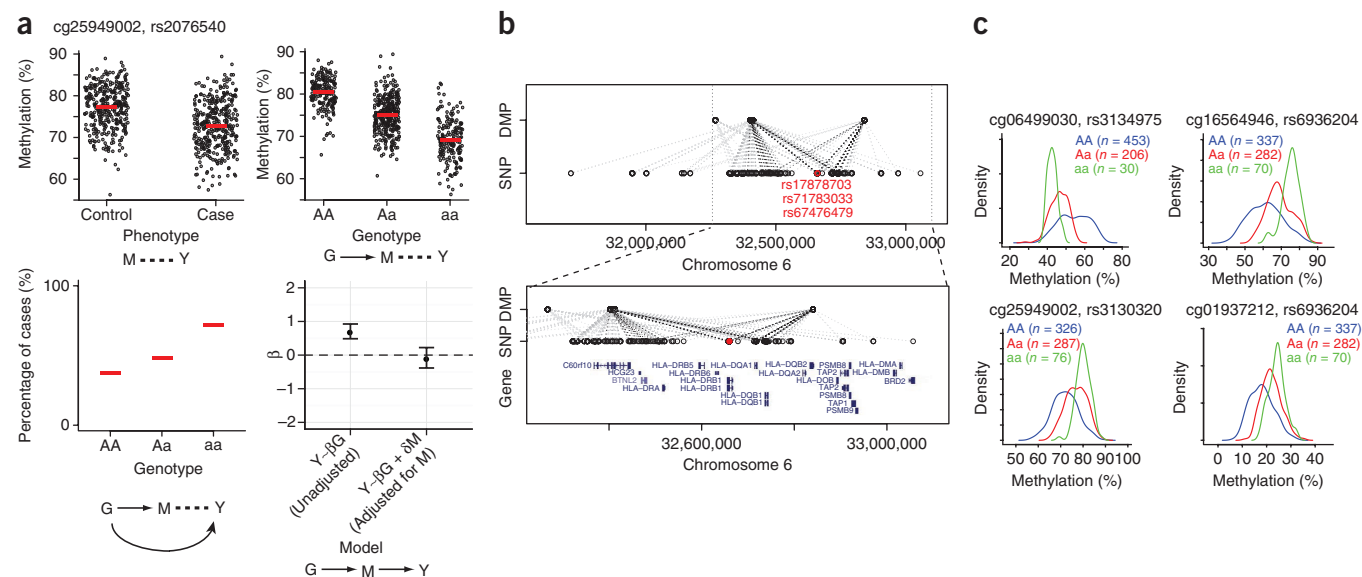 a
cg25949002, rs2076540
Methylation (%)
90
80
70
60
Control
Case
Phenotype
M Y
Methylation (%)
90
80
70
60
AA
Aa
aa
Genotype
G M Y
Percentage of cases (%)
100
0
AA
Aa
aa
Genotype
G M Y
β
2
1
0
−1
−2
Y~βG
(Unadjusted)
Y~βG + δM
(Adjusted for M)
Model
G M Y
b
DMP
SNP
rs17878703
rs71783033
rs67476479
32,000,000
32,500,000
33,000,000
Chromosome 6
Gene SNP DMP
C6orf10
HLA−DRB5
HLA−DQA1
HLA−DQB2
PSMB8
HLA−DMA
HCG23
HLA−DRB6
HLA−DQA2
TAP2
HLA−DMB
BTNL2
HLA−DRB1
HLA−DOB
BRD2
HLA−DRA
HLA−DRB1
TAP2
HLA−DQB1
PSMB8
HLA−DQB1
TAP1
PSMB9
32,600,000
33,000,000
Chromosome 6
c
cg06499030, rs3134975
AA (n = 453)
Aa (n = 206)
aa (n = 30)
Density
20
40
60
80
Methylation (%)
cg16564946, rs6936204
AA (n = 337)
Aa (n = 282)
aa (n = 70)
Density
30
50
70
90
Methylation (%)
cg25949002, rs3130320
AA (n = 326)
Aa (n = 287)
aa (n = 76)
Density
50
60
70
80
90
100
Methylation (%)
cg01937212, rs6936204
AA (n = 337)
Aa (n = 282)
aa (n = 70)
Density
0
10
20
30
40
Methylation (%)